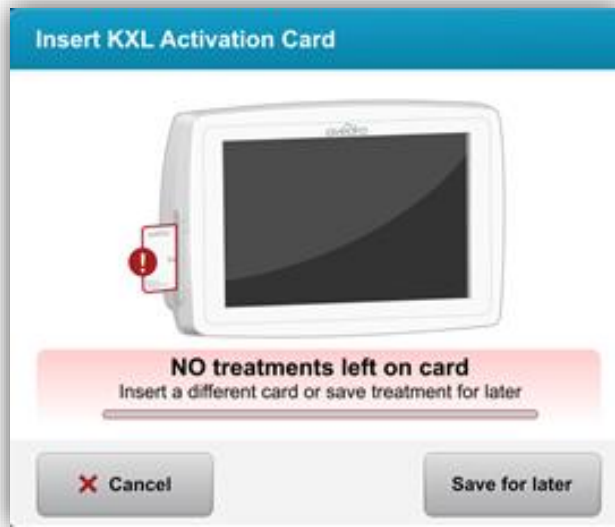 Insert KXL Activation Card
NO treatments left on card
Insert a different card or save treatment for later
Cancel
Save for later